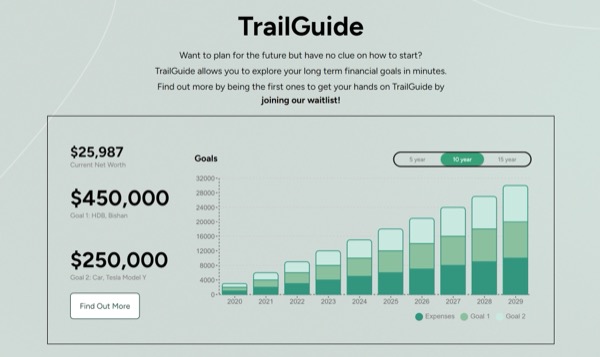 TrailGuide
Want to plan for the future but have no clue on how to start?
TrailGuide allows you to explore your long term financial goals in minutes.
Find out more by being the first ones to get your hands on TrailGuide by
joining our waitlist!
$25,987
Current Net Worth
$450,000
Goal 1: HDB, Bishan
$250,000
Goal 2: Car, Tesla Model Y
Find Out More
Goals
5 year 10 year 15 year
32000
28000
24000
20000
16000
12000
8000
4000
0
2020 2021 2022 2023 2024 2025 2026 2027 2028 2029
Expenses Goal 1 Goal 2